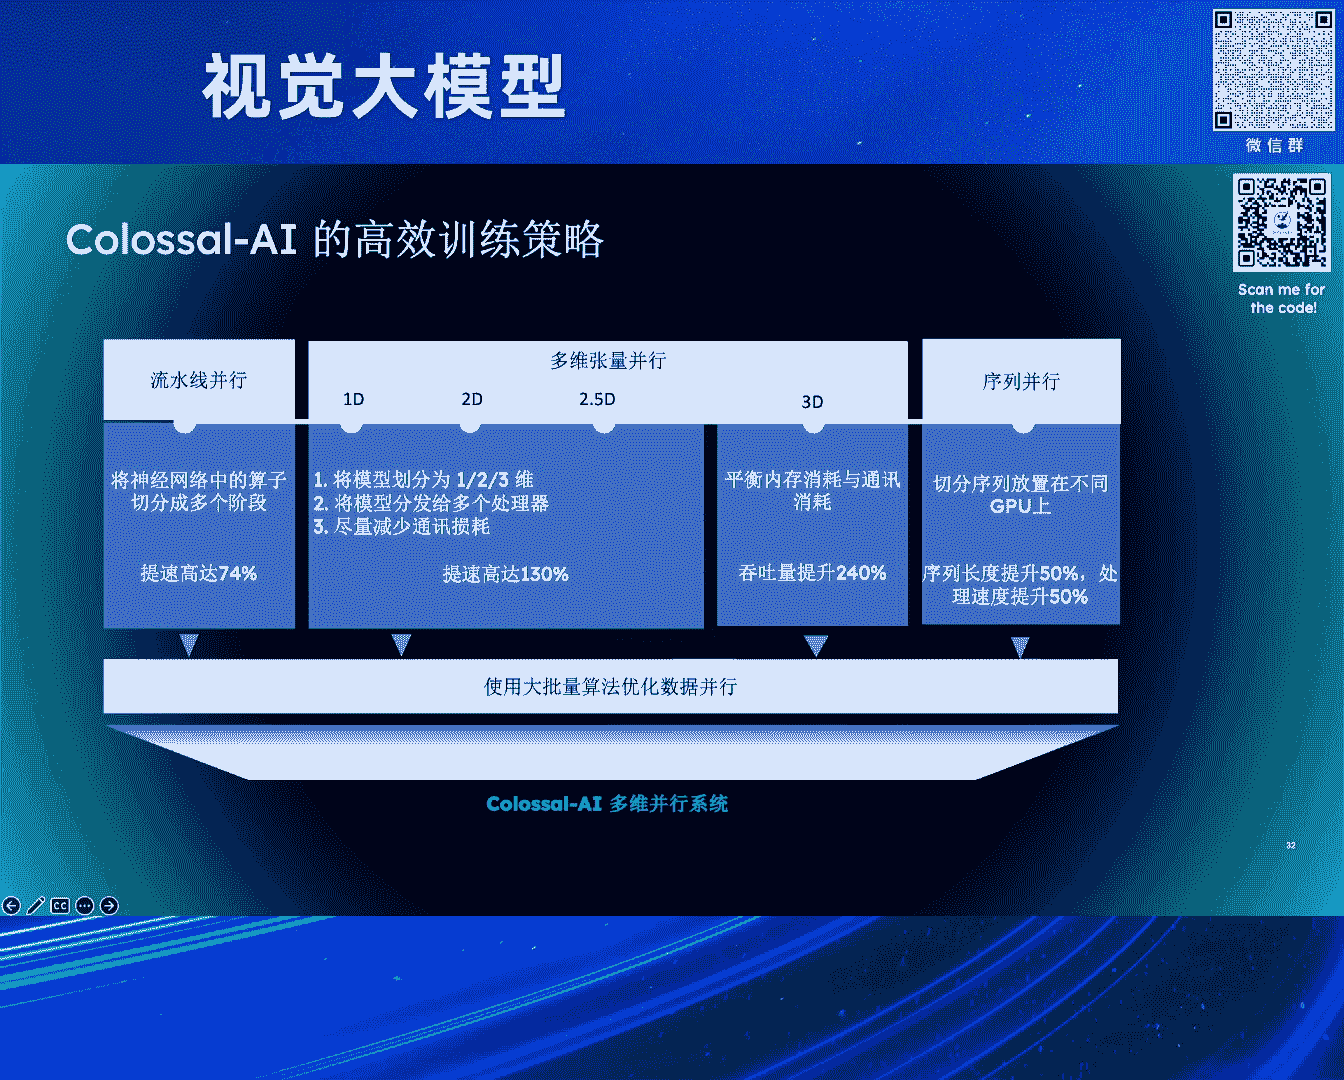 视觉大模型
微信群
Colossal-AI 的高效训练策略
Scan me for
the code!
流水线并行
多维张量并行
1D
2D
2.5D
3D
序列并行
将神经网络中的算子
切分成多个阶段
提速高达74%
1. 将模型划分为 1/2/3 维
2. 将模型分发给多个处理器
3. 尽量减少通讯损耗
提速高达130%
平衡内存消耗与通讯
消耗
吞吐量提升240%
切分序列放置在不同
GPU上
序列长度提升50%，处
理速度提升50%
使用大批量算法优化数据并行
Colossal-AI 多维并行系统
32
CC